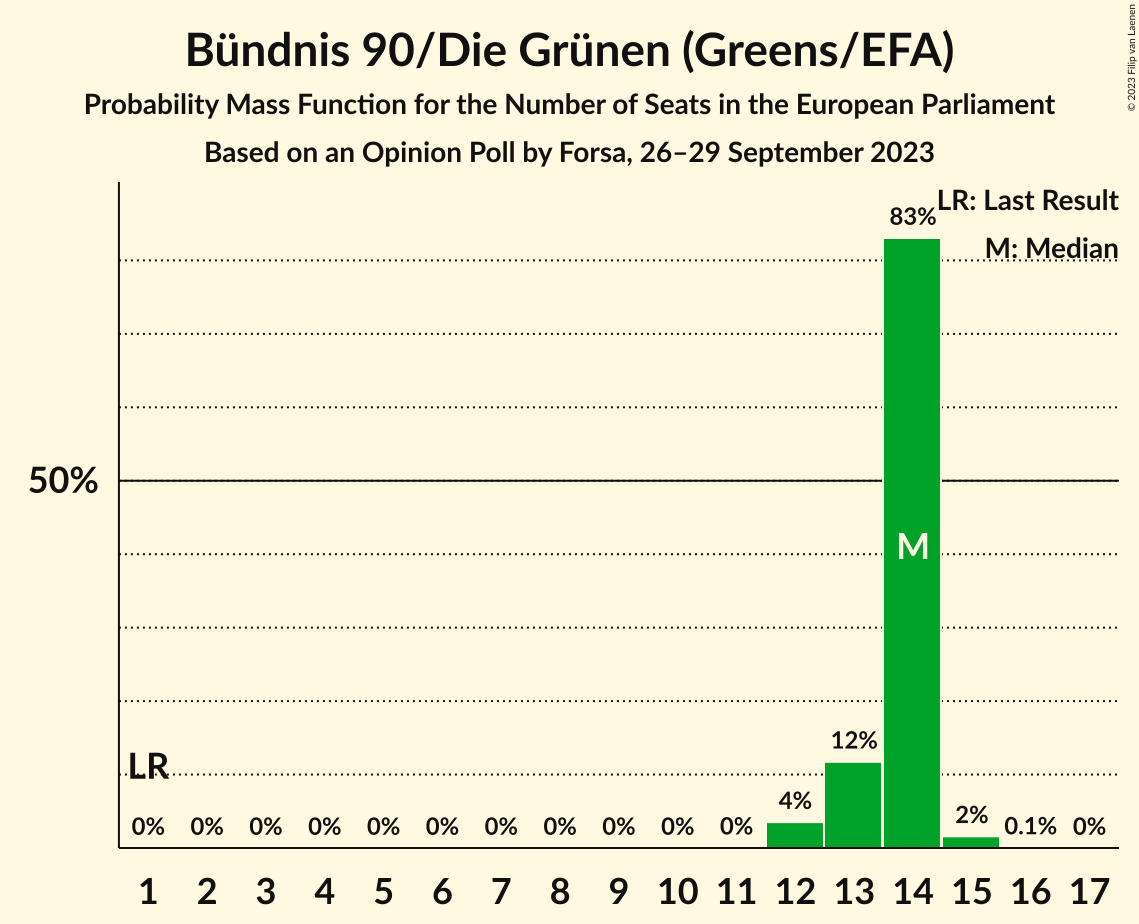 Bündnis 90/Die Grünen (Greens/EFA)
Probability Mass Function for the Number of Seats in the European Parliament
Based on an Opinion Poll by Forsa, 26–29 September 2023
© 2023 Filip van Laenen
LR: Last Result
M: Median
83%
50%
M
12%
LR
4%
2%
0% 0% 0% 0% 0% 0% 0% 0% 0% 0% 0% 0.1% 0%
1 2 3 4 5 6 7 8 9 10 11 12 13 14 15 16 17